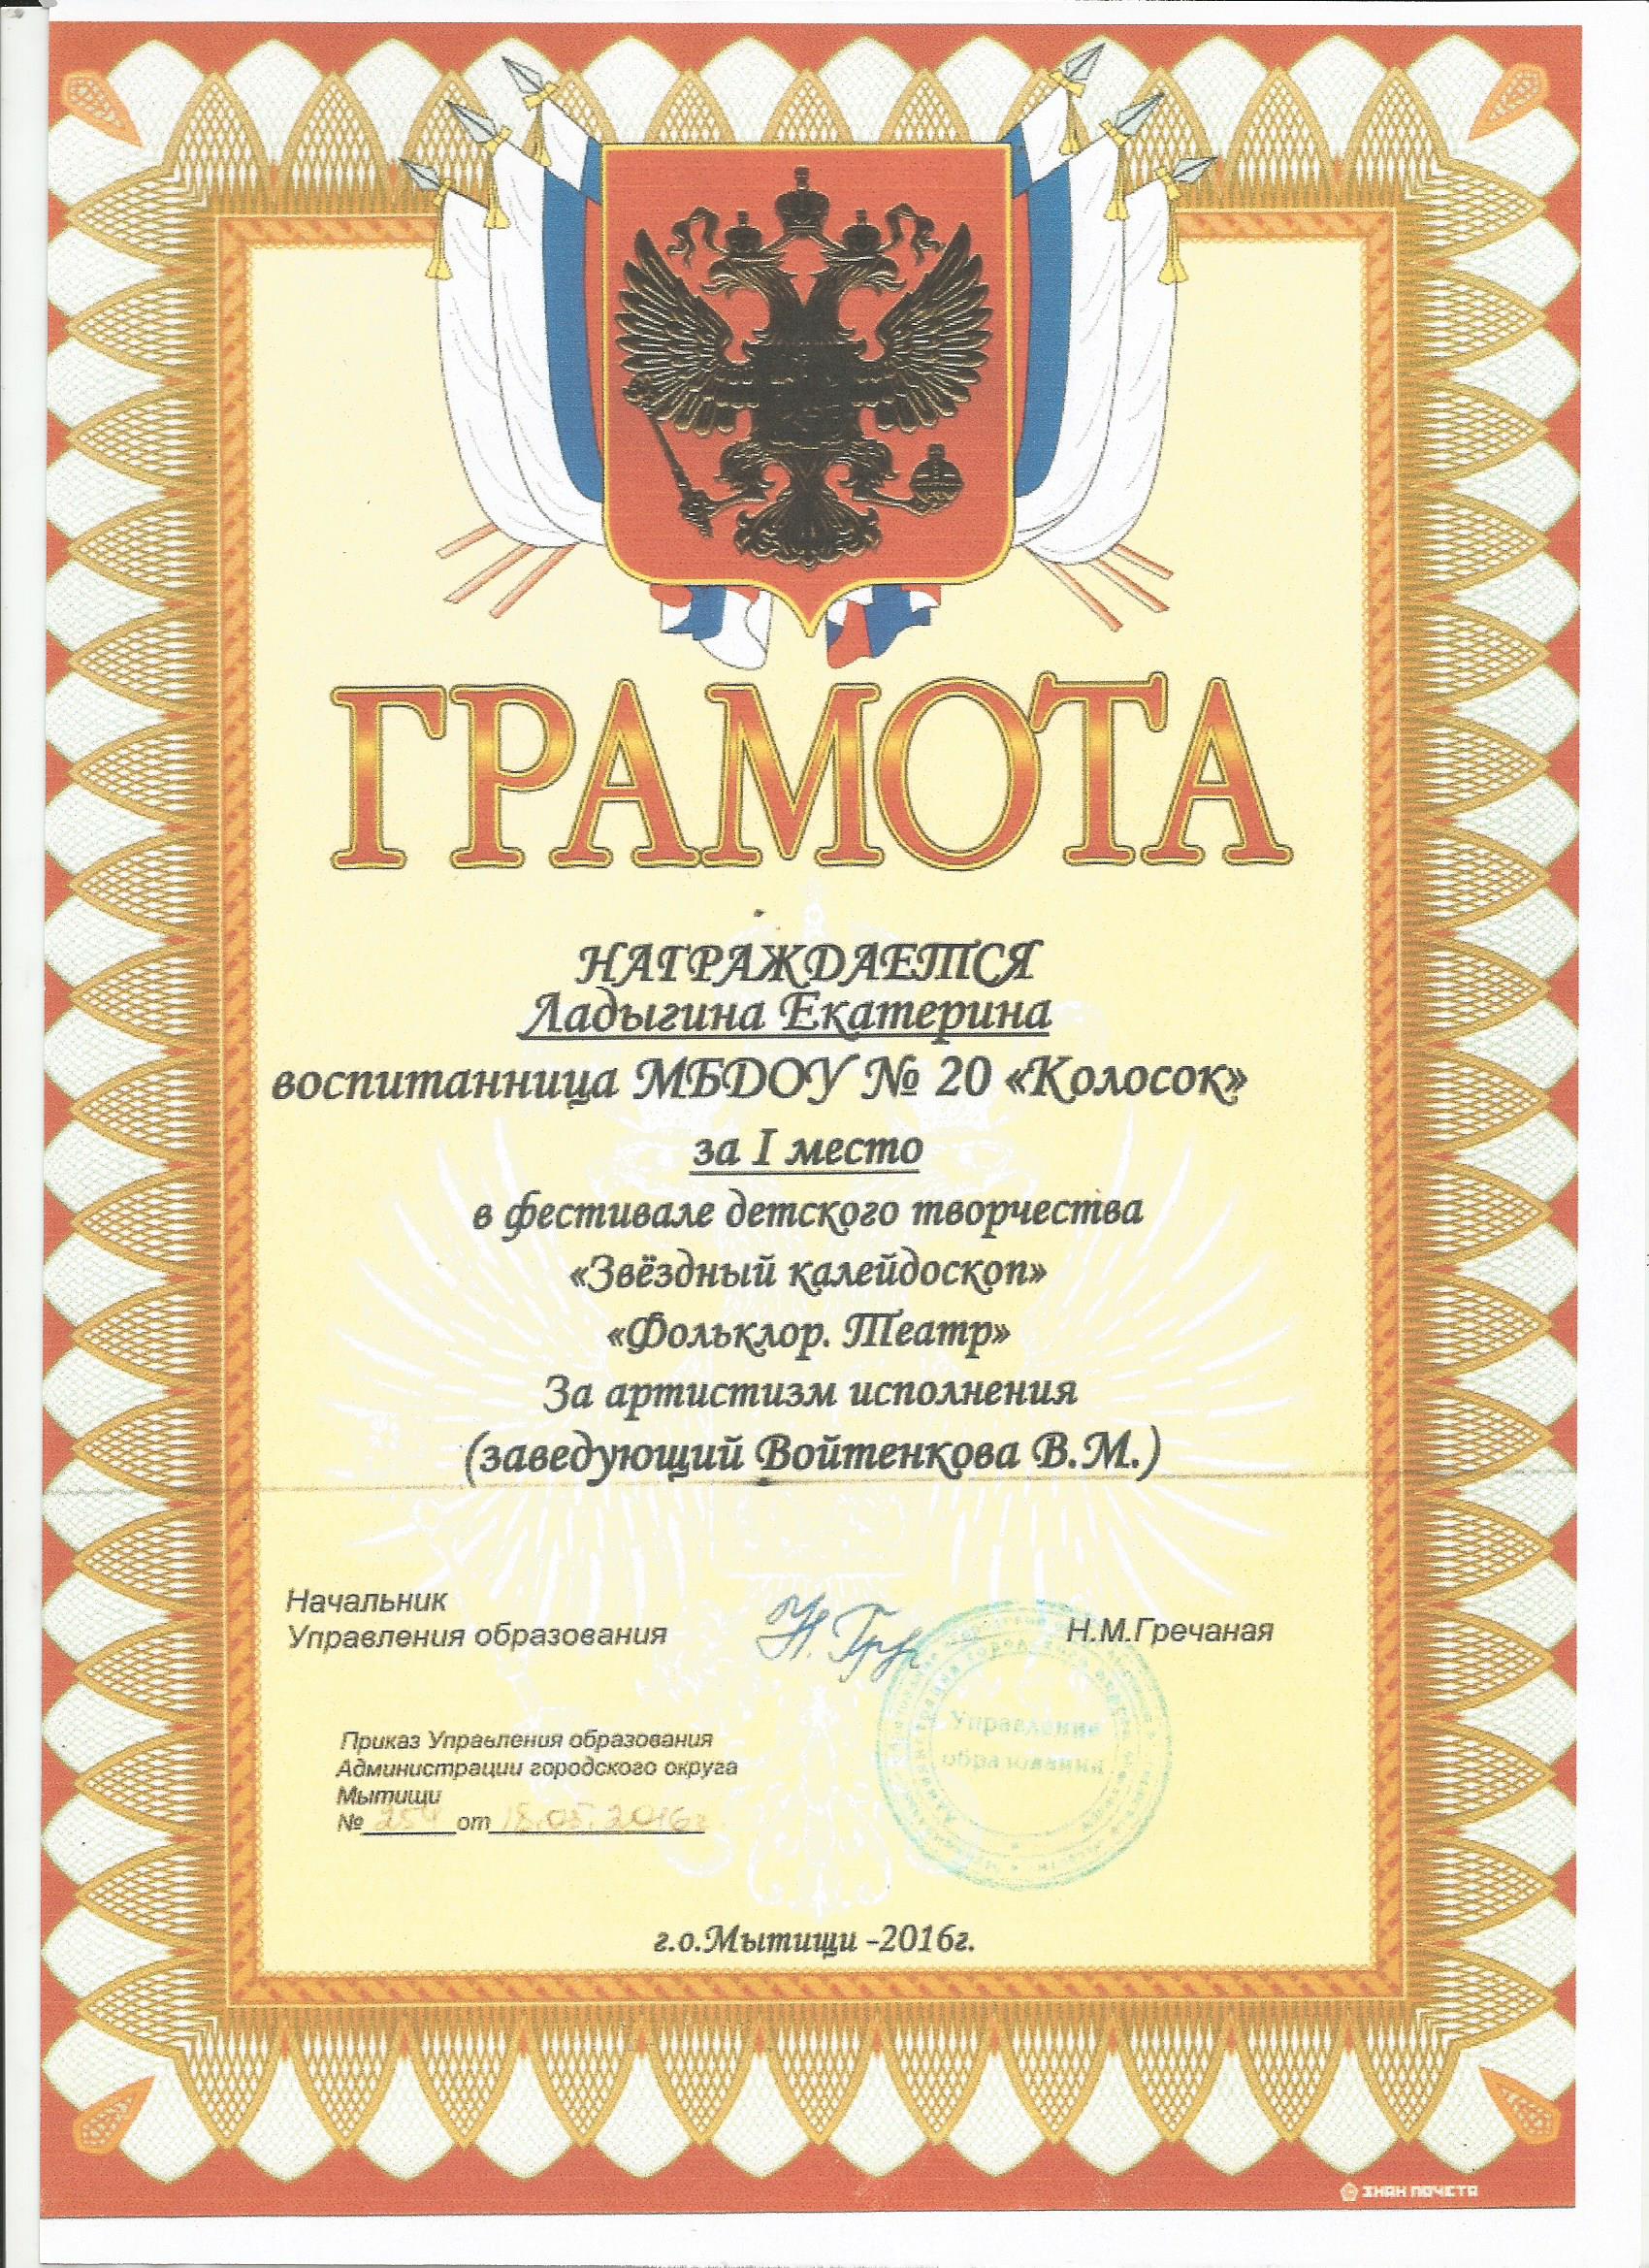 ГРАМОТА
НАГРАЖДАЕТСЯ
Ладыгина Екатерина
воспитанница МБДОУ № 20 «Колосок»
за I место
в фестивале детского творчества
«Звёздный калейдоскоп»
«Фольклор. Театр»
За артистизм исполнения
(заведующий Войтенкова В.М.)
Начальник
Управления образования
Н.М.Гречаная
Приказ Управления образования
Администрации городского округа
Мытищи
№ 254 от 18.05.2016г
Управление
образования
г.о.Мытищи -2016г.
ЗНАК ПОЧЕТА